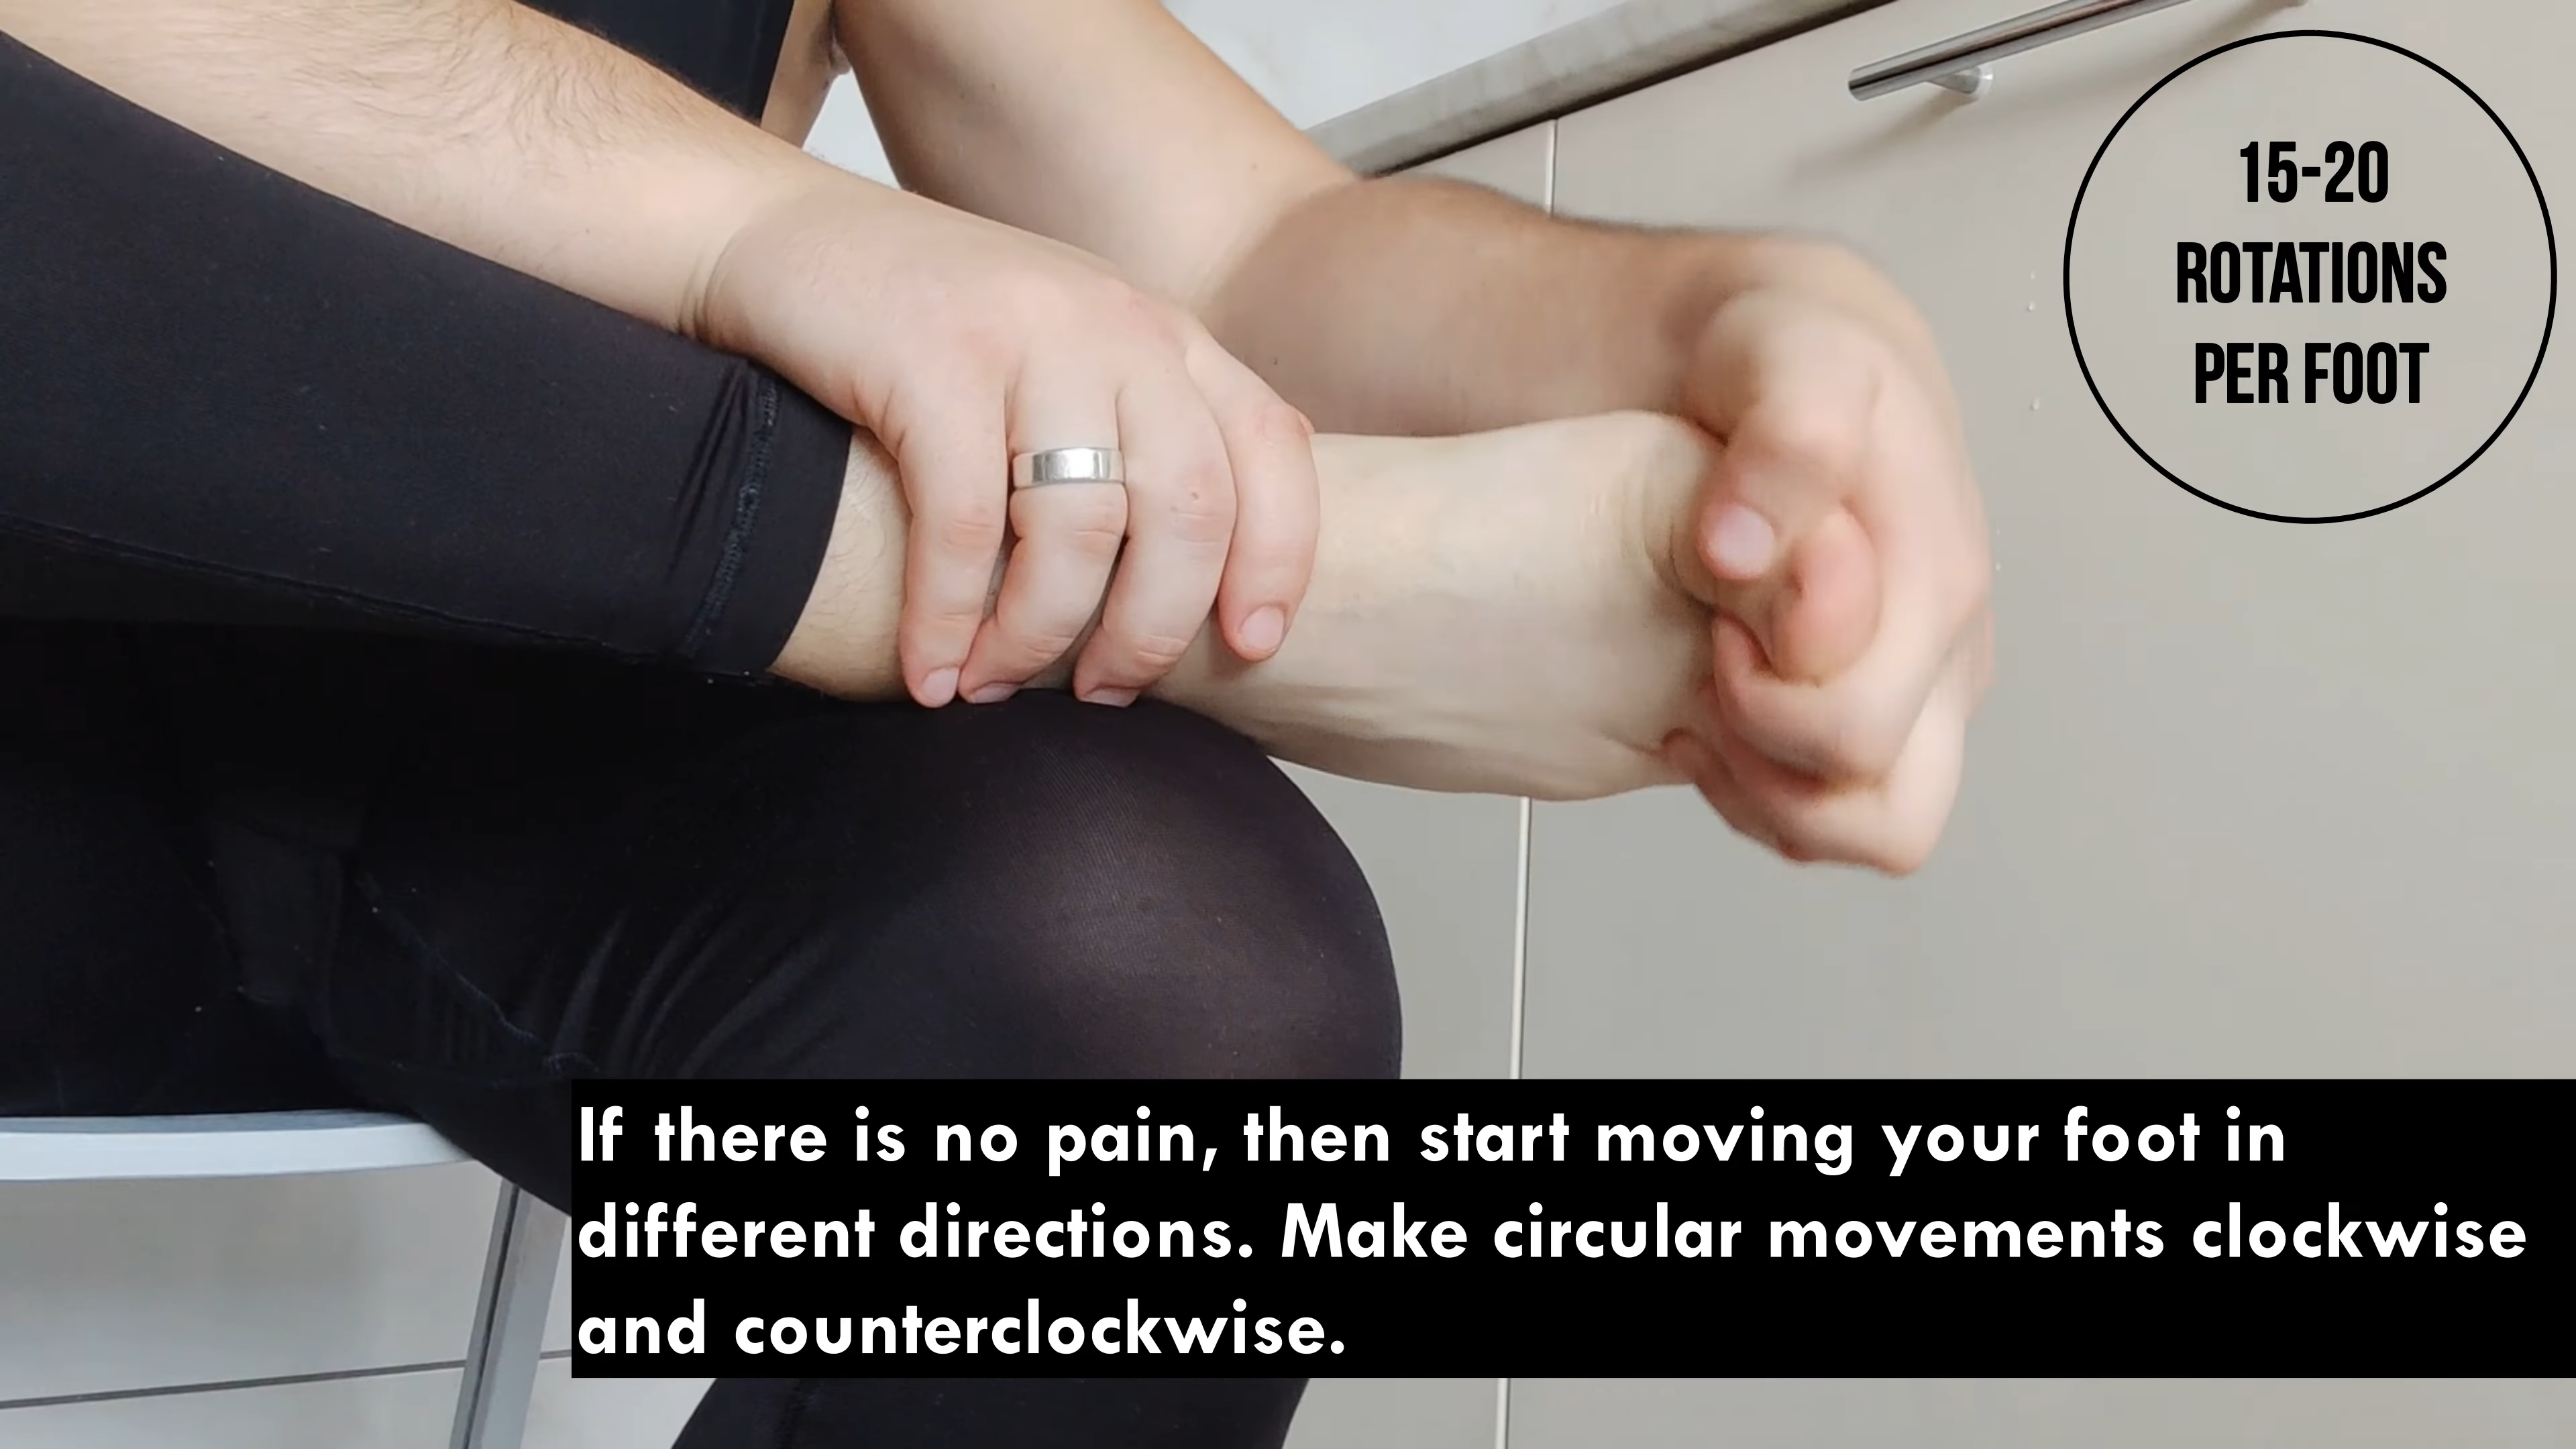 15-20
ROTATIONS
PER FOOT
If there is no pain, then start moving your foot in
different directions. Make circular movements clockwise
and counterclockwise.